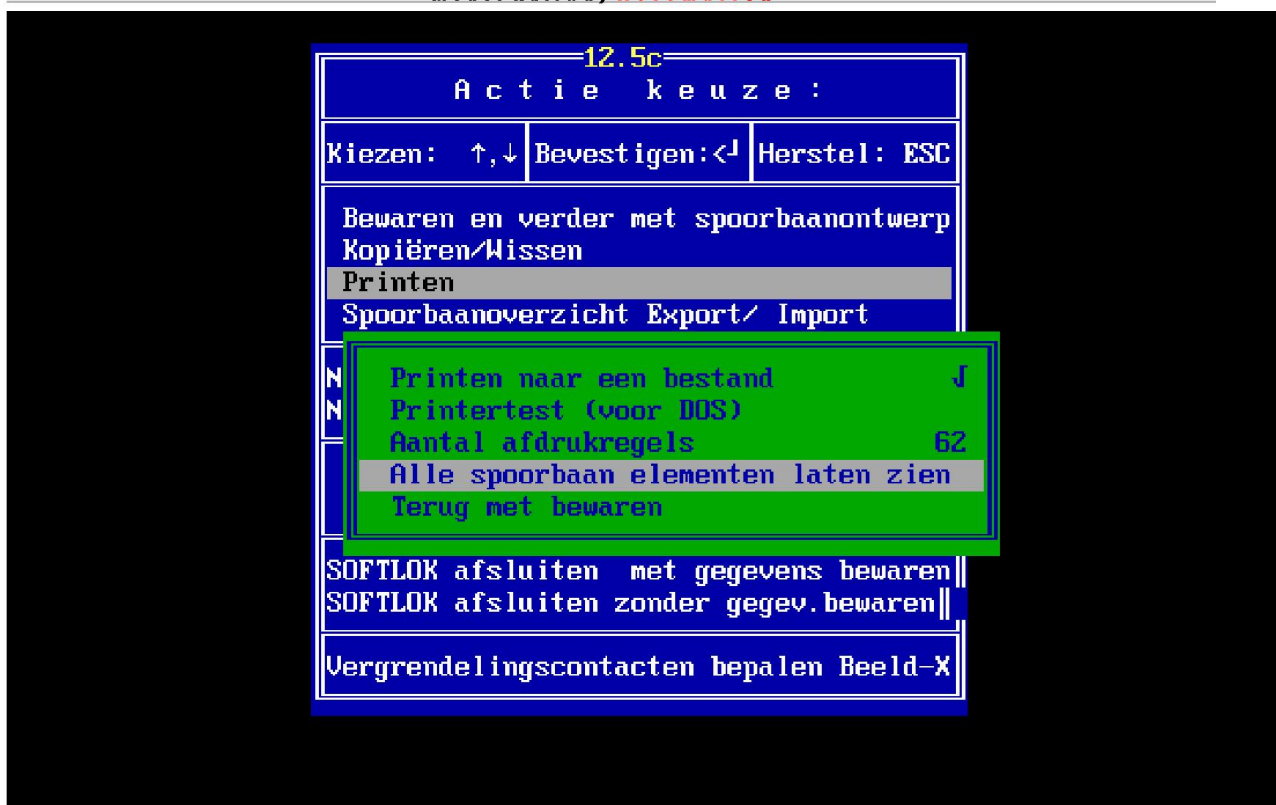 12.5c
Actie keuze:
Kiezen: ↑,↓ Bevestigen:<┘ Herstel: ESC
Bewaren en verder met spoorbaanontwerp
Kopiëren/Wissen
Printen
Spoorbaanoverzicht Export/ Import
N Printen naar een bestand √
N Printertest (voor DOS)
Aantal afdrukregels 62
Alle spoorbaan elementen laten zien
Terug met bewaren
SOFTLOK afsluiten met gegevens bewaren
SOFTLOK afsluiten zonder gegev.bewaren
Vergrendelingscontacten bepalen Beeld-X